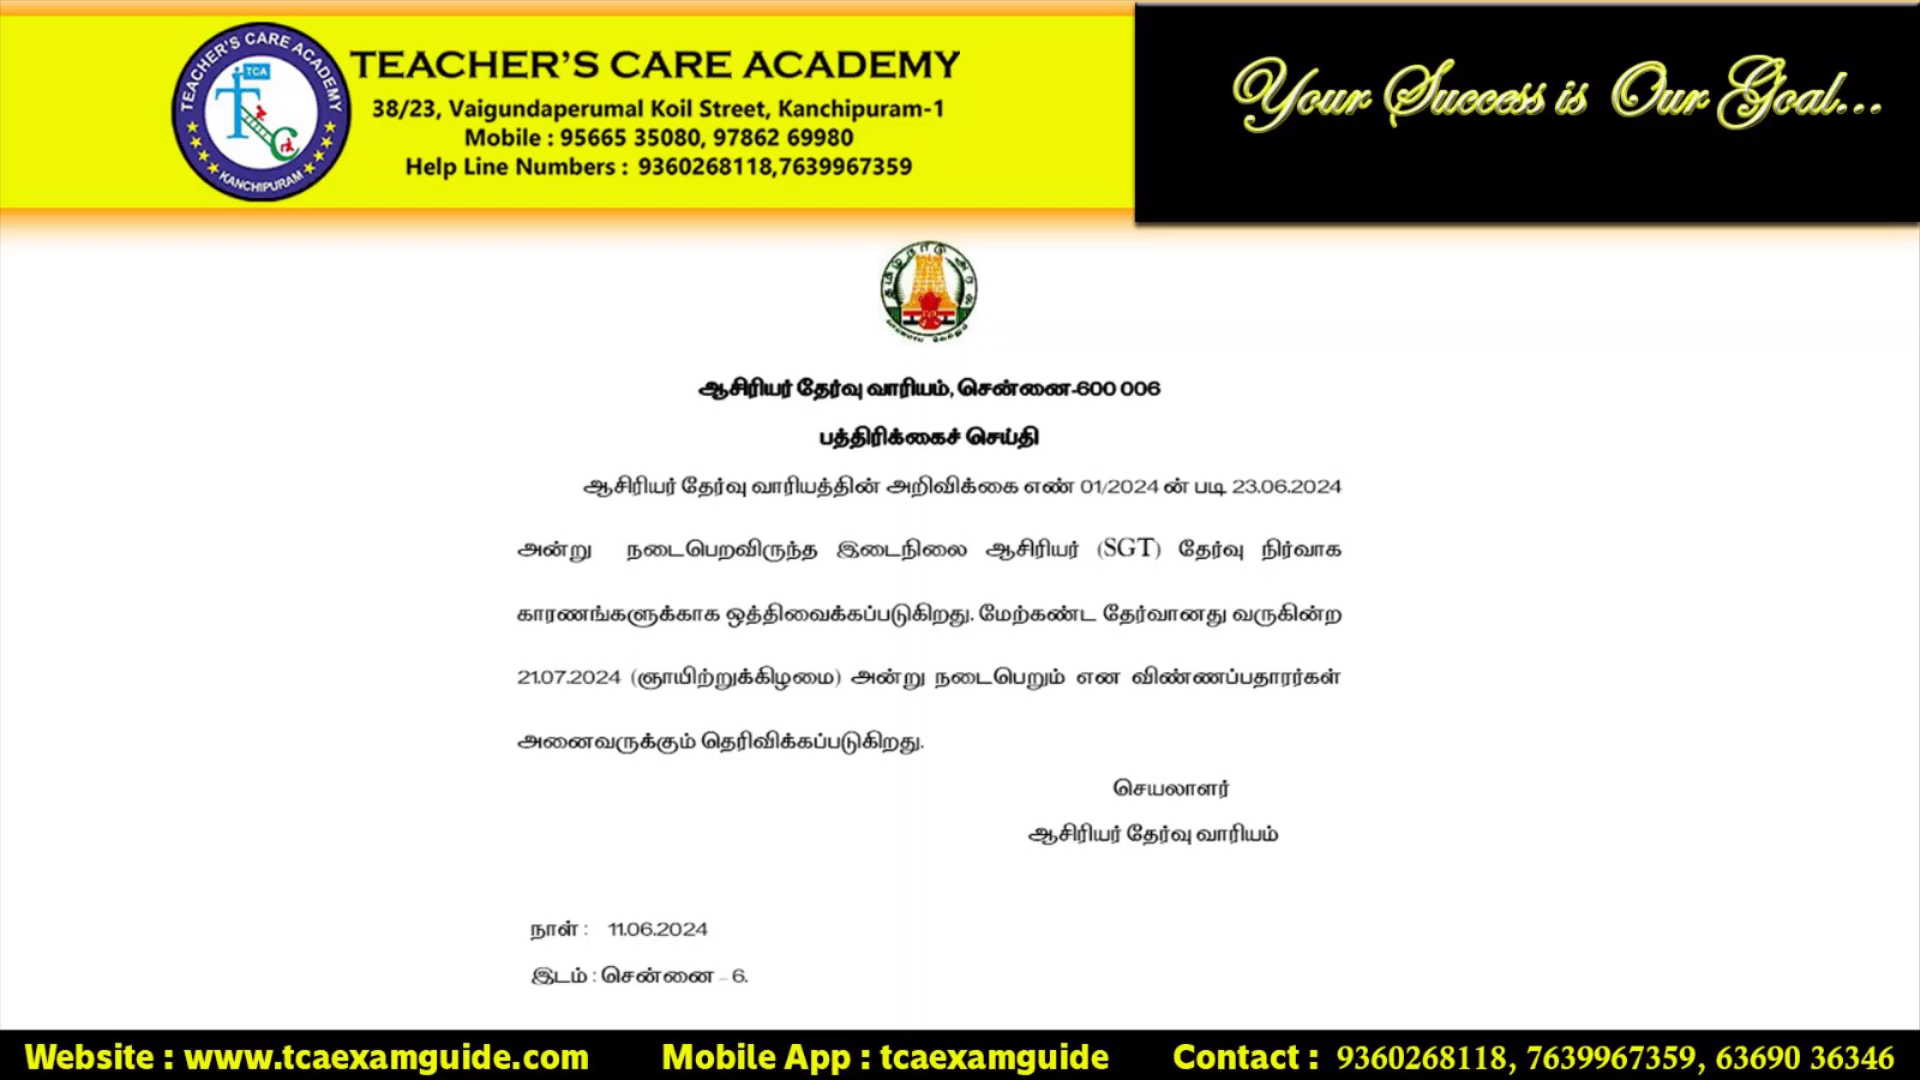 TEACHER'S CARE ACADEMY
TCA
KANCHIPURAM
TEACHER'S CARE ACADEMY
38/23, Vaigundaperumal Koil Street, Kanchipuram-1
Mobile : 95665 35080, 97862 69980
Help Line Numbers : 9360268118,7639967359
Your Success is Our Goal...
ஆசிரியர் தேர்வு வாரியம், சென்னை-600 006
பத்திரிக்கைச் செய்தி
ஆசிரியர் தேர்வு வாரியத்தின் அறிவிக்கை எண் 01/2024 ன் படி 23.06.2024
அன்று நடைபெறவிருந்த இடைநிலை ஆசிரியர் (SGT) தேர்வு நிர்வாக
காரணங்களுக்காக ஒத்திவைக்கப்படுகிறது. மேற்கண்ட தேர்வானது வருகின்ற
21.07.2024 (ஞாயிற்றுக்கிழமை) அன்று நடைபெறும் என விண்ணப்பதாரர்கள்
அனைவருக்கும் தெரிவிக்கப்படுகிறது.
செயலாளர்
ஆசிரியர் தேர்வு வாரியம்
நாள் : 11.06.2024
இடம் : சென்னை - 6.
Website : www.tcaexamguide.com Mobile App : tcaexamguide Contact : 9360268118, 7639967359, 63690 36346